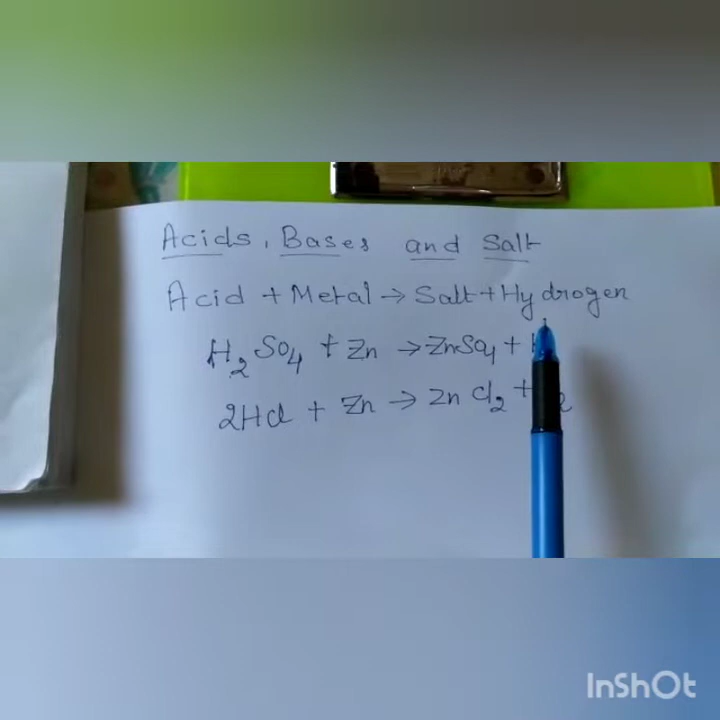 Acids, Bases and Salt
Acid + Metal → Salt + Hydrogen
H₂SO₄ + Zn → ZnSO₄ +
2HCl + Zn → ZnCl₂ +
InShOt